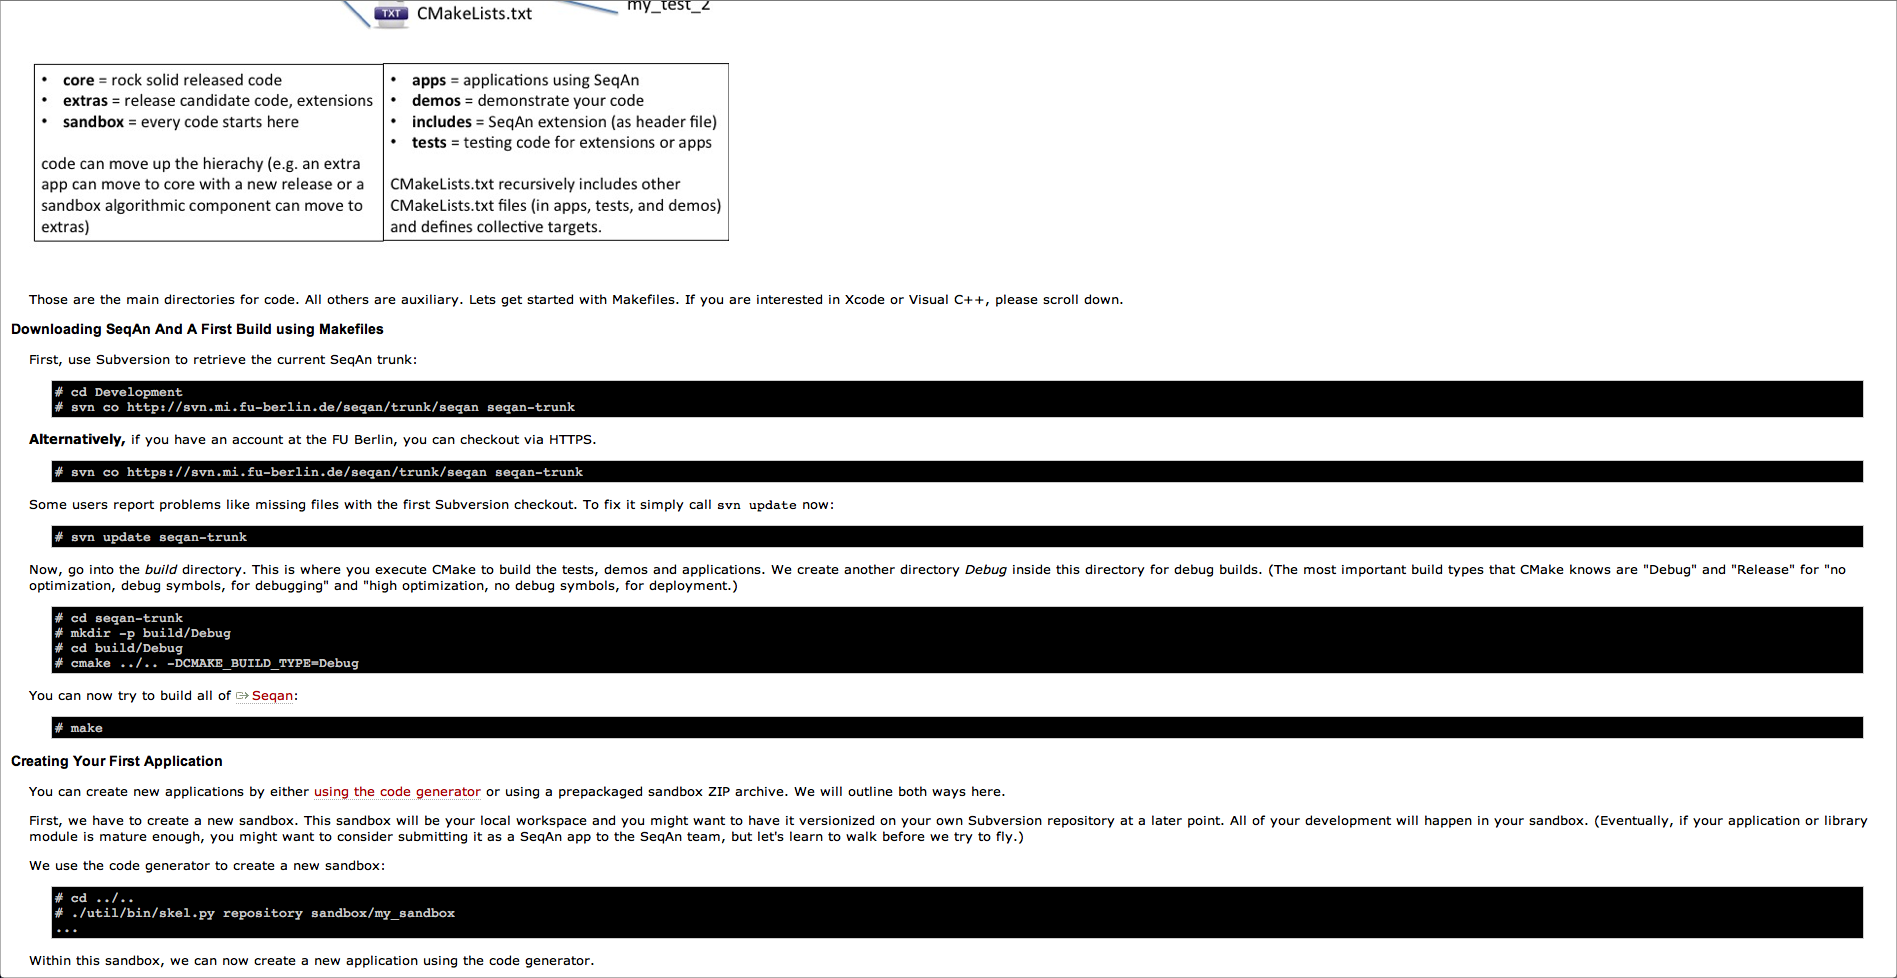 my_test_2
TXT CMakeLists.txt
• core = rock solid released code
• extras = release candidate code, extensions
• sandbox = every code starts here
code can move up the hierachy (e.g. an extra
app can move to core with a new release or a
sandbox algorithmic component can move to
extras)
• apps = applications using SeqAn
• demos = demonstrate your code
• includes = SeqAn extension (as header file)
• tests = testing code for extensions or apps
CMakeLists.txt recursively includes other
CMakeLists.txt files (in apps, tests, and demos)
and defines collective targets.
Those are the main directories for code. All others are auxiliary. Lets get started with Makefiles. If you are interested in Xcode or Visual C++, please scroll down.
Downloading SeqAn And A First Build using Makefiles
First, use Subversion to retrieve the current SeqAn trunk:
# cd Development
# svn co http://svn.mi.fu-berlin.de/seqan/trunk/seqan seqan-trunk
Alternatively, if you have an account at the FU Berlin, you can checkout via HTTPS.
# svn co https://svn.mi.fu-berlin.de/seqan/trunk/seqan seqan-trunk
Some users report problems like missing files with the first Subversion checkout. To fix it simply call svn update now:
# svn update seqan-trunk
Now, go into the build directory. This is where you execute CMake to build the tests, demos and applications. We create another directory Debug inside this directory for debug builds. (The most important build types that CMake knows are "Debug" and "Release" for "no
optimization, debug symbols, for debugging" and "high optimization, no debug symbols, for deployment.)
# cd seqan-trunk
# mkdir -p build/Debug
# cd build/Debug
# cmake ../.. -DCMAKE_BUILD_TYPE=Debug
You can now try to build all of Seqan:
# make
Creating Your First Application
You can create new applications by either using the code generator or using a prepackaged sandbox ZIP archive. We will outline both ways here.
First, we have to create a new sandbox. This sandbox will be your local workspace and you might want to have it versionized on your own Subversion repository at a later point. All of your development will happen in your sandbox. (Eventually, if your application or library
module is mature enough, you might want to consider submitting it as a SeqAn app to the SeqAn team, but let's learn to walk before we try to fly.)
We use the code generator to create a new sandbox:
# cd ../..
# ./util/bin/skel.py repository sandbox/my_sandbox
...
Within this sandbox, we can now create a new application using the code generator.